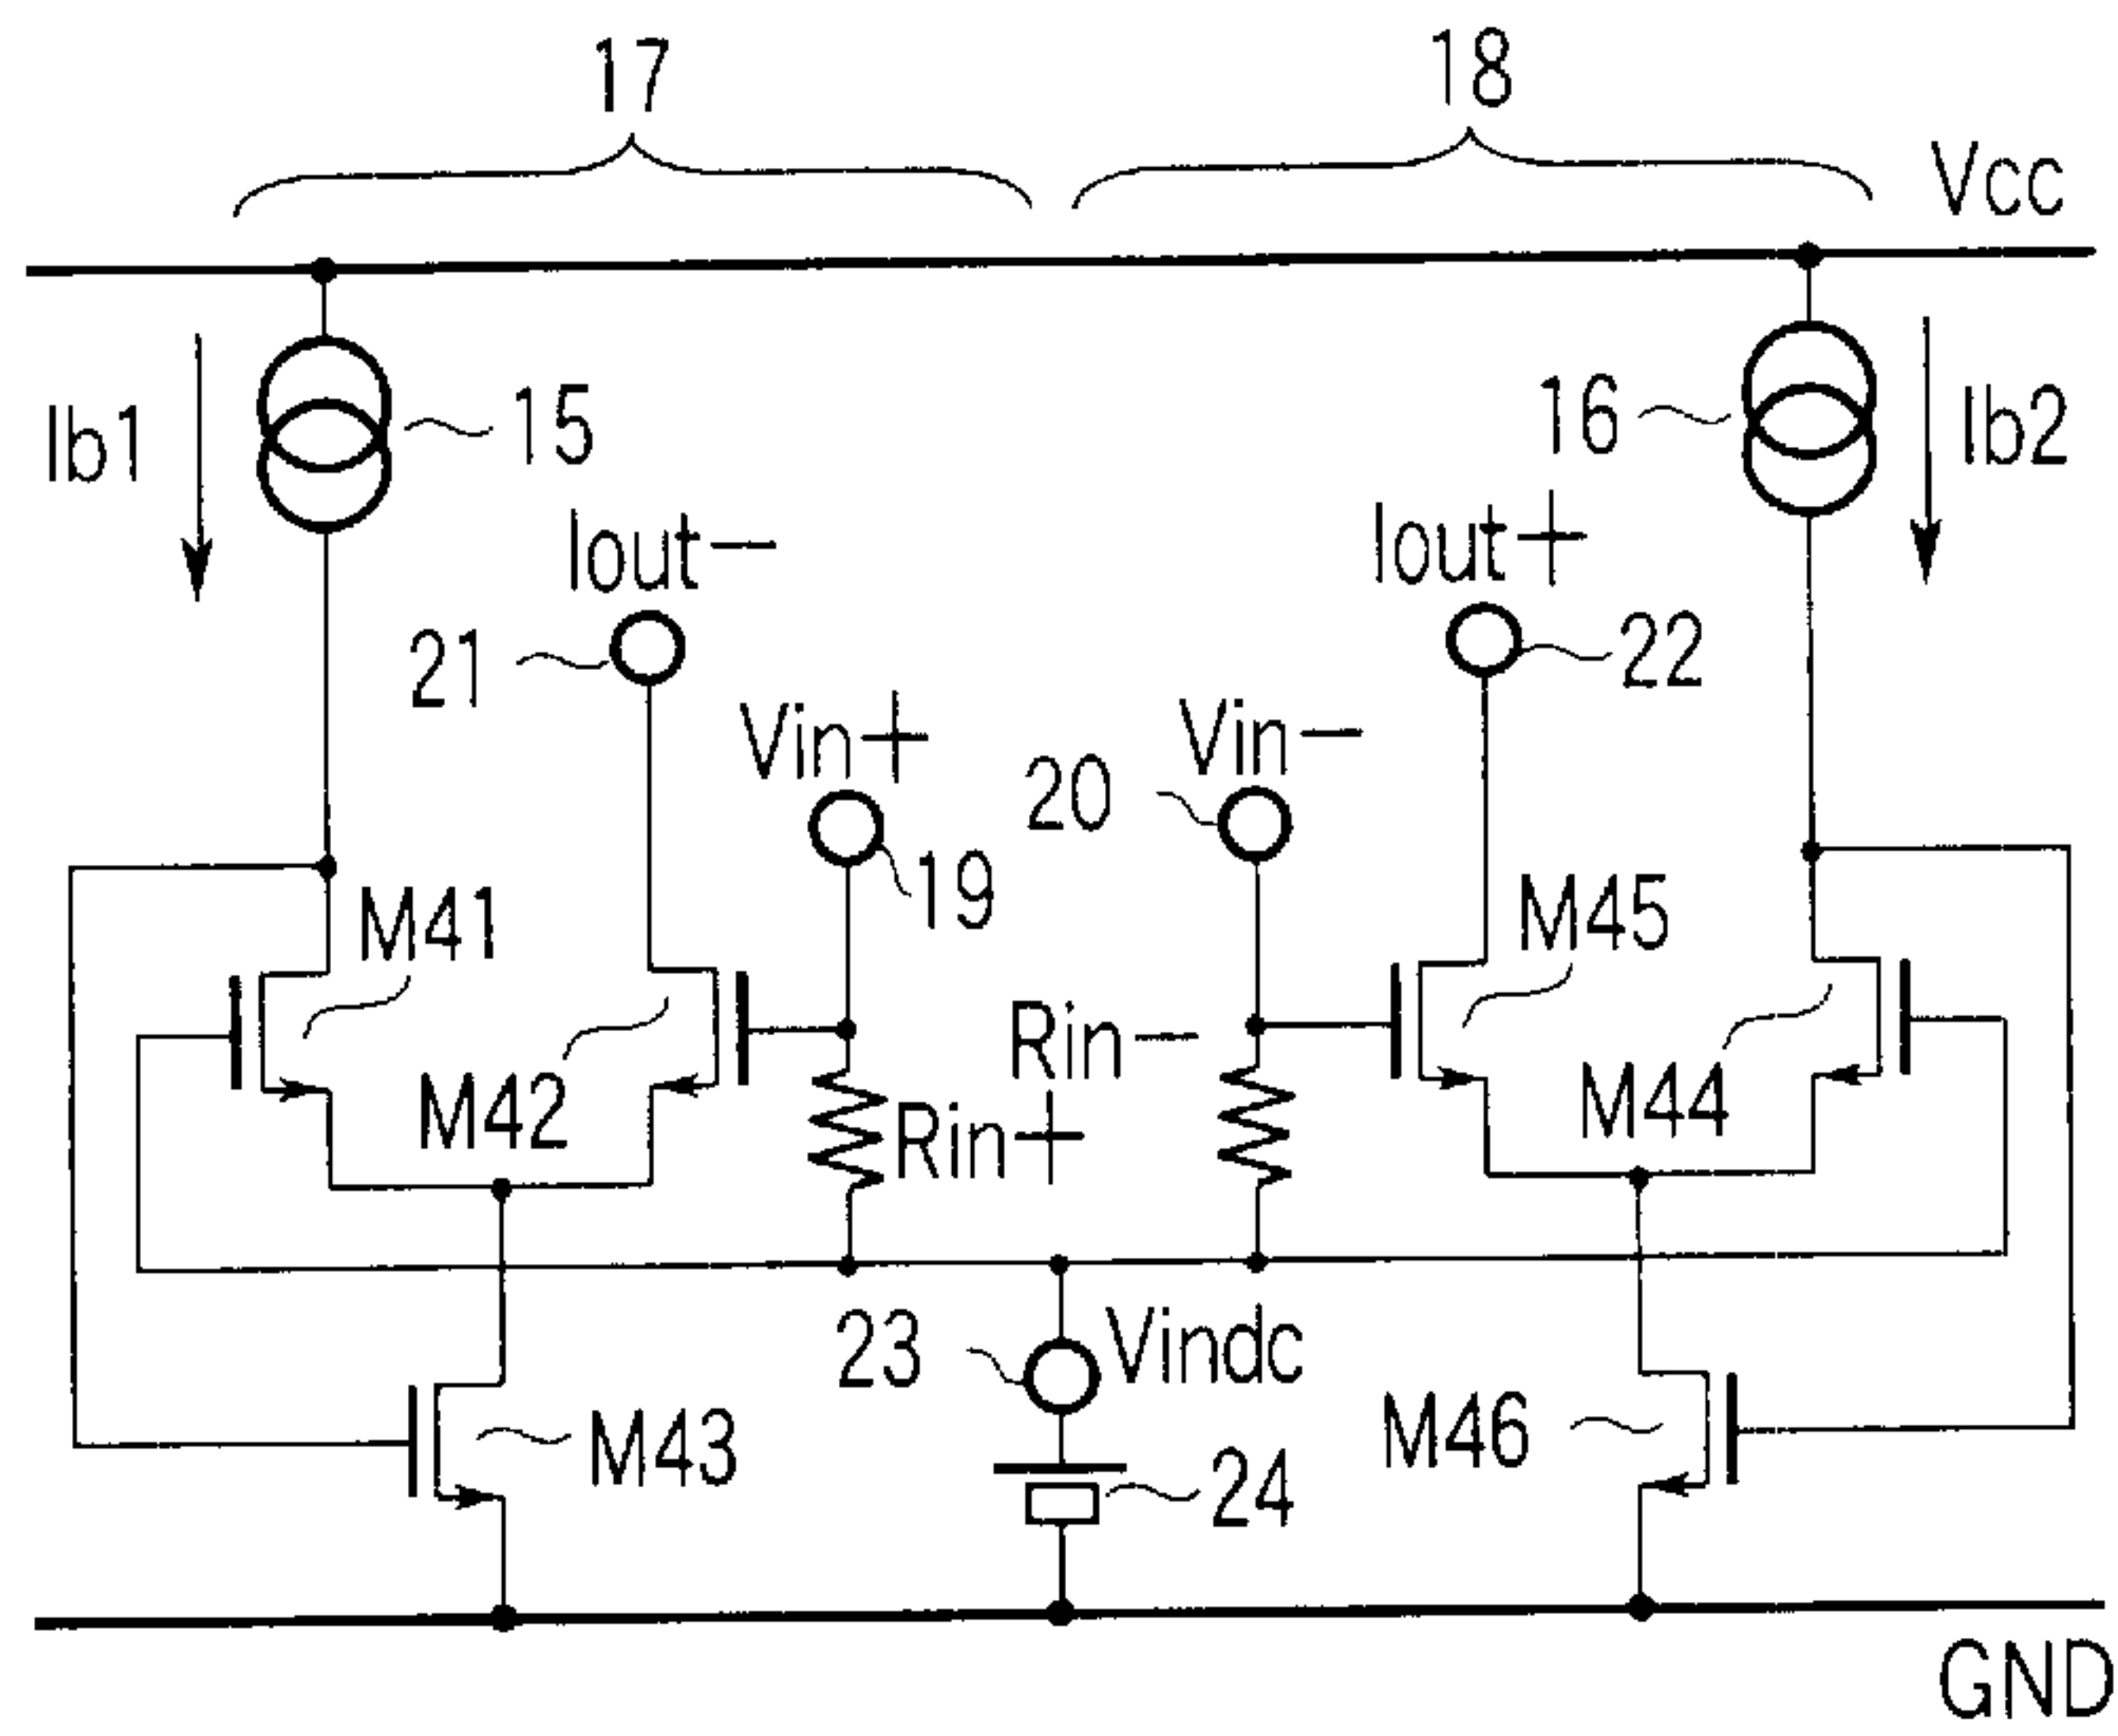 17
18
Vcc
Ib1
15
16
Ib2
Iout−
Iout+
21
22
Vin+
Vin−
20
19
M41
M45
Rin−
M42
Rin+
M44
23
Vindc
M43
M46
24
GND